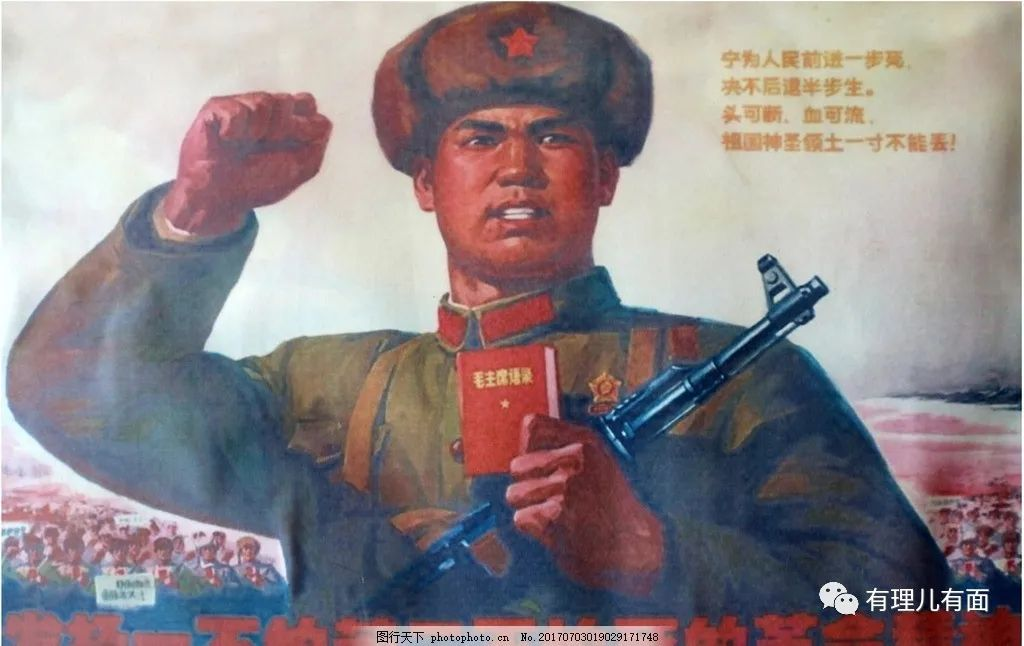 宁为人民前进一步死,
决不后退半步生。
头可断、血可流,
祖国神圣领土一寸不能丢!
毛主席语录
有理儿有面
图行天下 photophoto.cn No.20170703019029171748